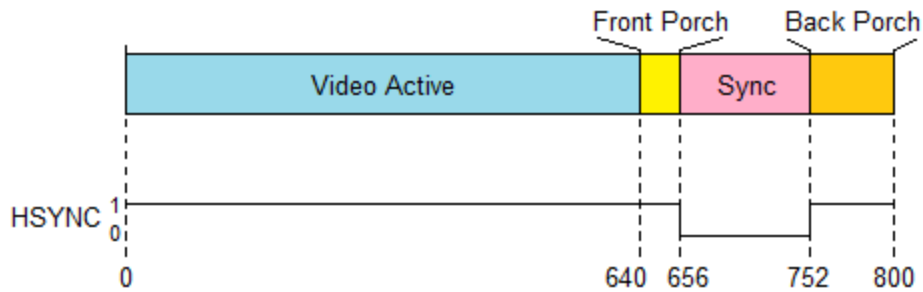 Front Porch Back Porch
Video Active Sync
HSYNC 1
0
0 640 656 752 800